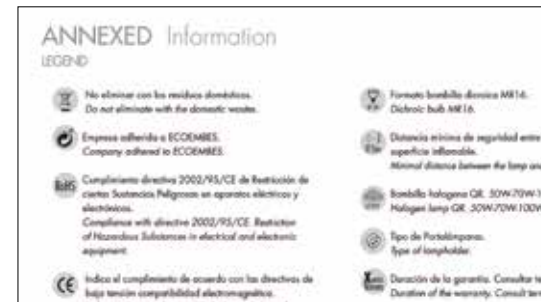 ANNEXED Information
LEGEND
No eliminar con los residuos domésticos.
Do not eliminate with the domestic wastes.
Empresa adherida a ECOEMBES.
Company adhered to ECOEMBES.
RoHS
Cumplimiento directiva 2002/95/CE de Restricción de
ciertas Sustancias Peligrosas en aparatos eléctricos y
electrónicos.
Compliance with directive 2002/95/CE. Restriction
of Hazardous Substances in electrical and electronic
equipment.
CE
Indica el cumplimiento de acuerdo con las directivas de
baja tensión compatibilidad electromagnética.
Formato bombilla dicroica MR16.
Dichroic bulb MR16.
Distancia mínima de seguridad entre
superficie inflamable.
Minimal distance between the lamp and
Bombilla halogena QR. 50W-70W-1
Halogen lamp QR. 50W-70W-100W
Tipo de Portalámparas.
Type of lampholder.
Duración de la garantía. Consultar te
Duration of the warranty. Consult term